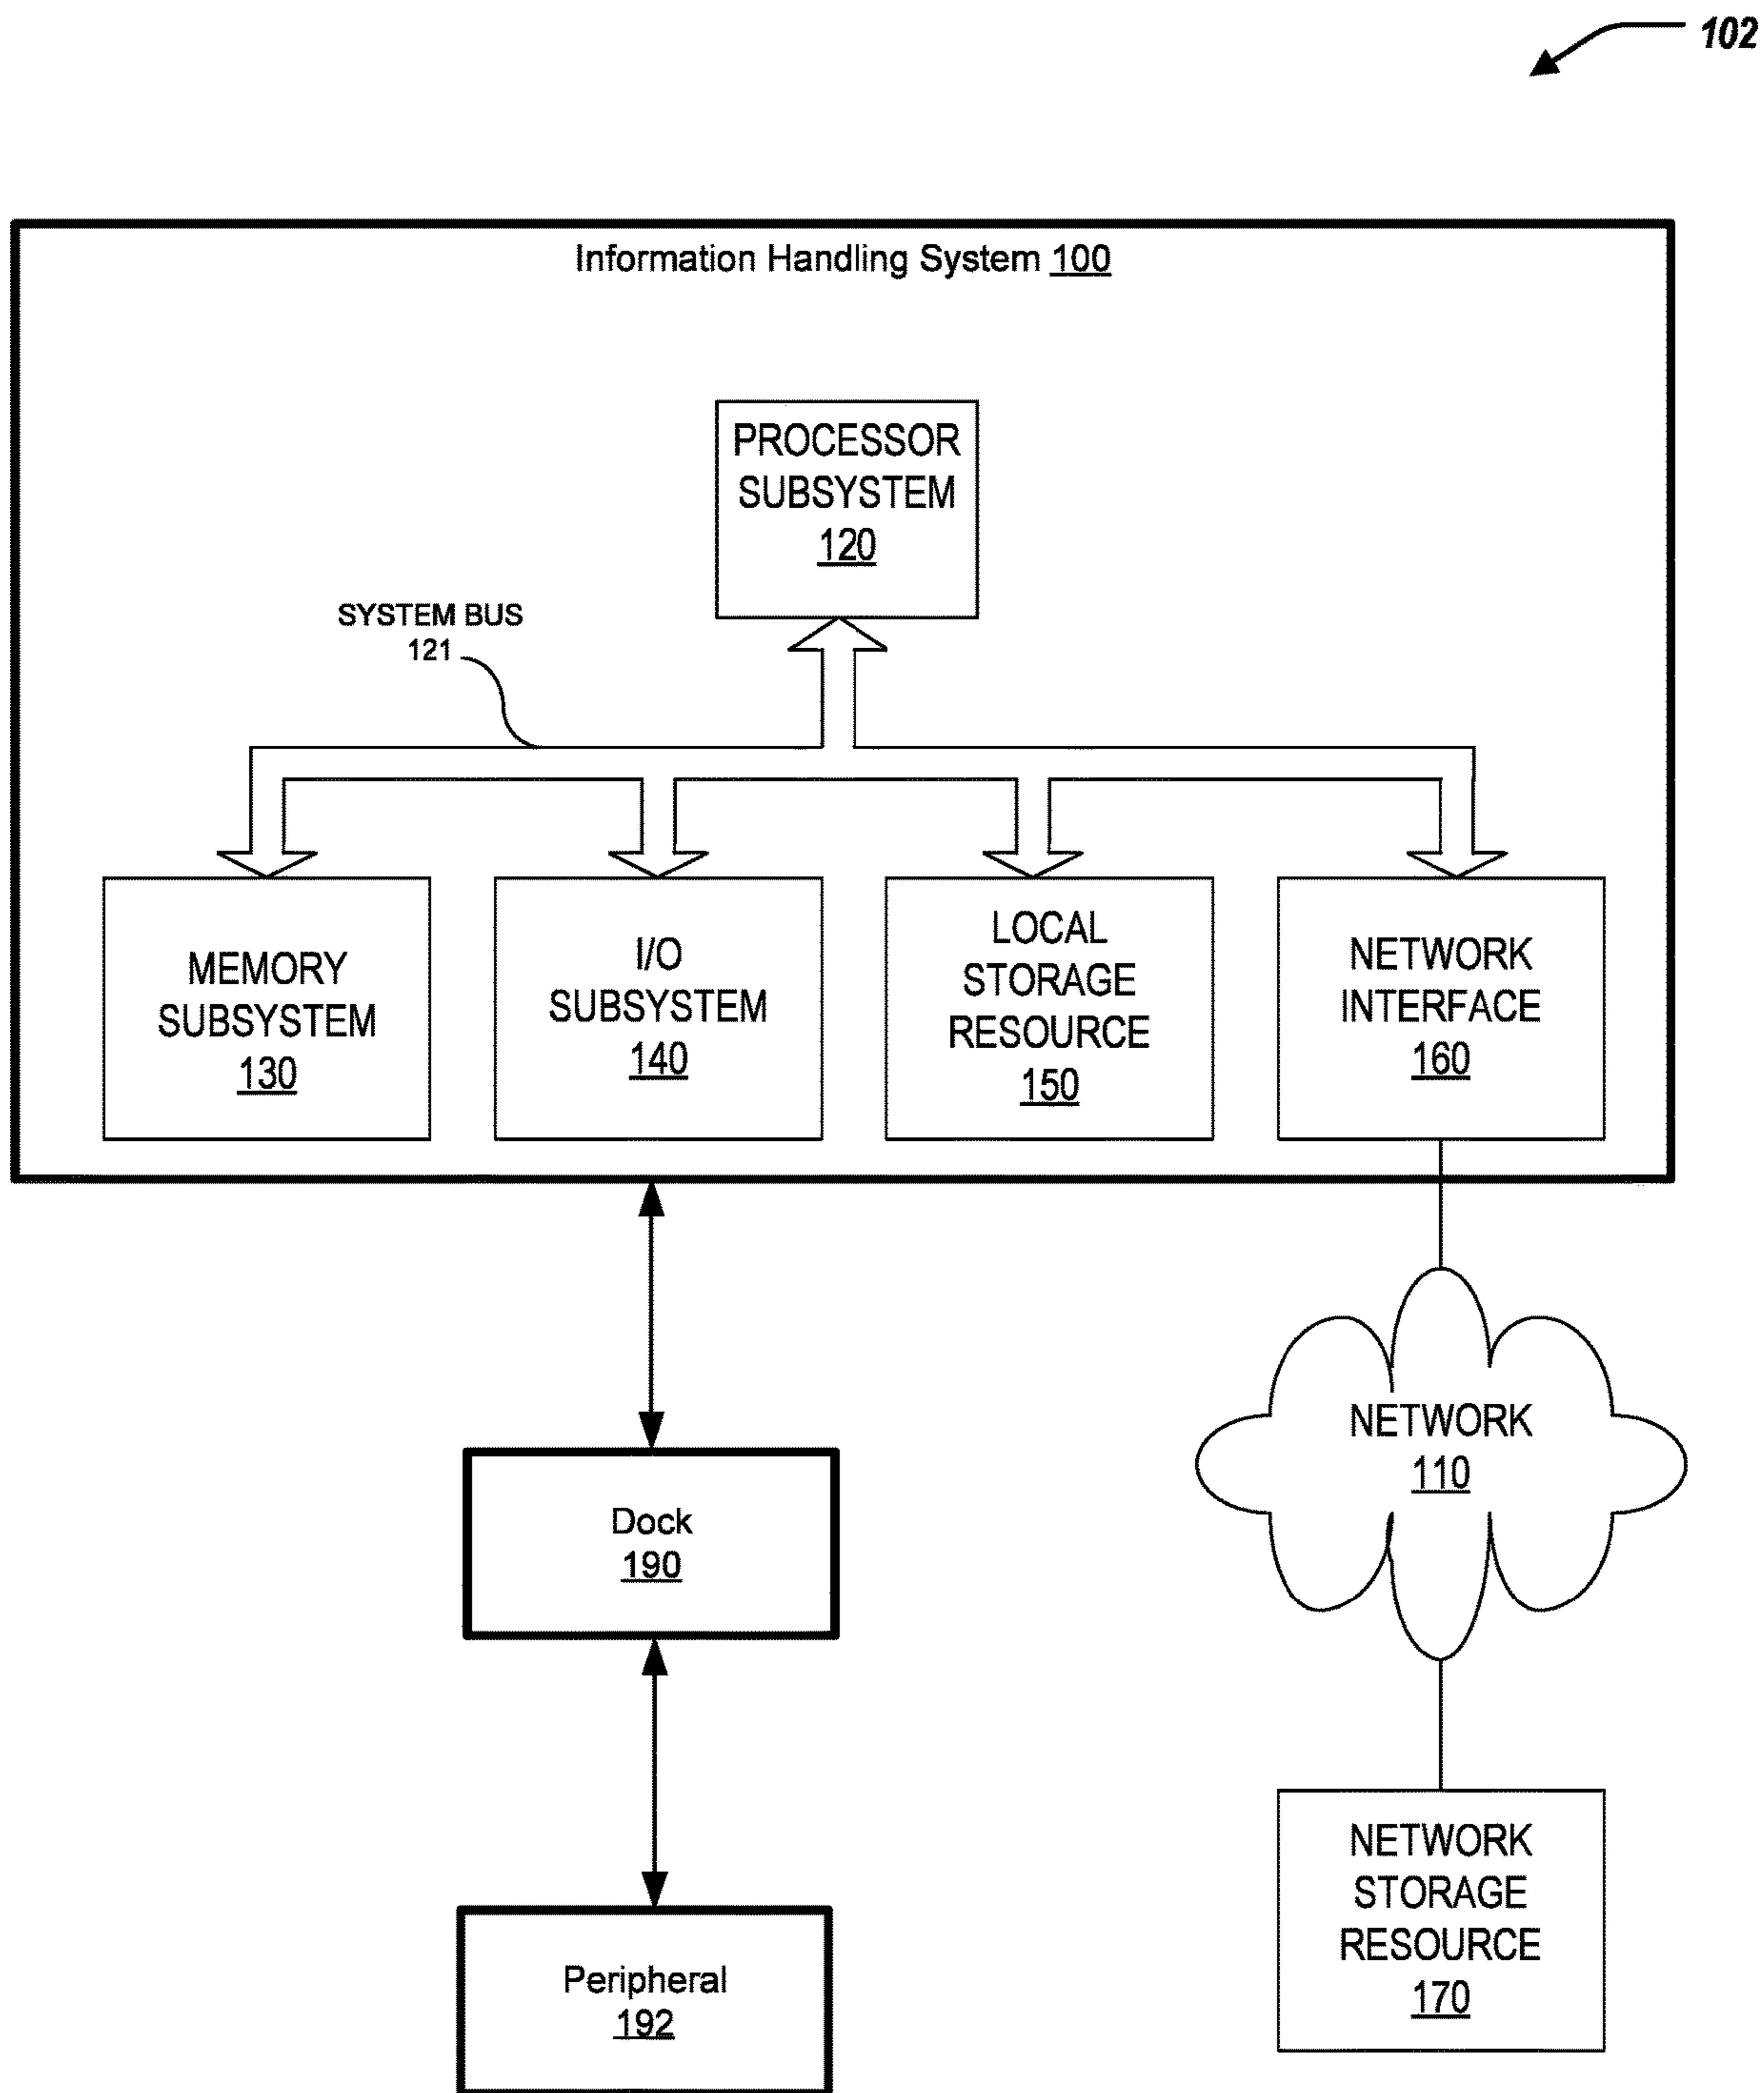 102
Information Handling System 100
PROCESSOR
SUBSYSTEM
120
SYSTEM BUS
121
MEMORY
SUBSYSTEM
130
I/O
SUBSYSTEM
140
LOCAL
STORAGE
RESOURCE
150
NETWORK
INTERFACE
160
NETWORK
110
Dock
190
NETWORK
STORAGE
RESOURCE
170
Peripheral
192